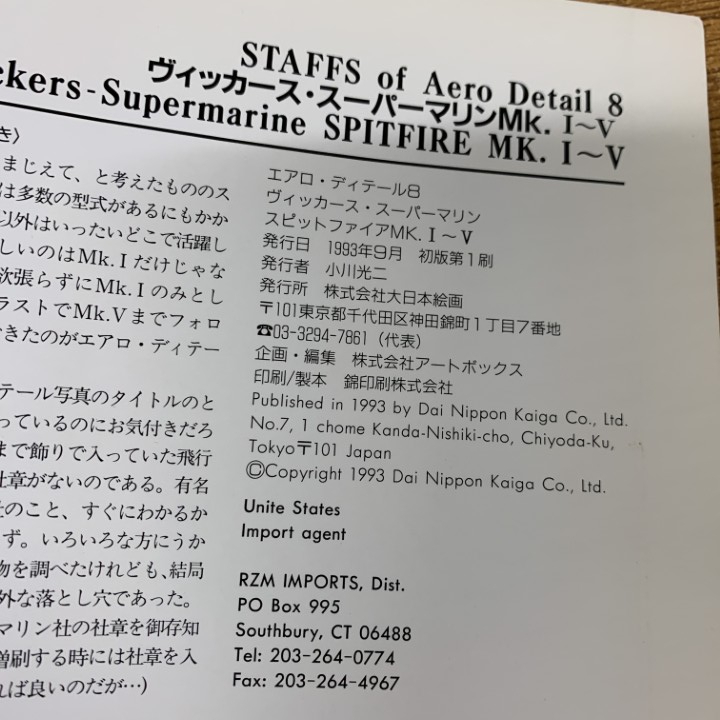 STAFFS of Aero Detail 8
ヴィッカース・スーパーマリンMk. I～V
ckers-Supermarine SPITFIRE MK. I～V
き〉
まじえて、と考えたもののス
は多数の型式があるにもかか
以外はいったいどこで活躍し
しいのはMk.Iだけじゃな
欲張らずにMk.Iのみとし
ラストでMk.Vまでフォロ
きたのがエアロ・ディテー
テール写真のタイトルのと
っているのにお気付きだろ
まで飾りで入っていた飛行
社章がないのである。有名
のこと、すぐにわかるか
ず。いろいろな方にうか
物を調べたけれども、結局
外な落とし穴であった。
マリン社の社章を御存知
増刷する時には社章を入
れば良いのだが…)
エアロ・ディテール8
ヴィッカース・スーパーマリン
スピットファイアMK. I～V
発行日 1993年9月 初版第1刷
発行者 小川光二
発行所 株式会社大日本絵画
〒101東京都千代田区神田錦町1丁目7番地
☎03-3294-7861（代表）
企画・編集 株式会社アートボックス
印刷/製本 錦印刷株式会社
Published in 1993 by Dai Nippon Kaiga Co., Ltd.
No.7, 1 chome Kanda-Nishiki-cho, Chiyoda-Ku,
Tokyo〒101 Japan
©Copyright 1993 Dai Nippon Kaiga Co., Ltd.
Unite States
Import agent
RZM IMPORTS, Dist.
PO Box 995
Southbury, CT 06488
Tel: 203-264-0774
Fax: 203-264-4967